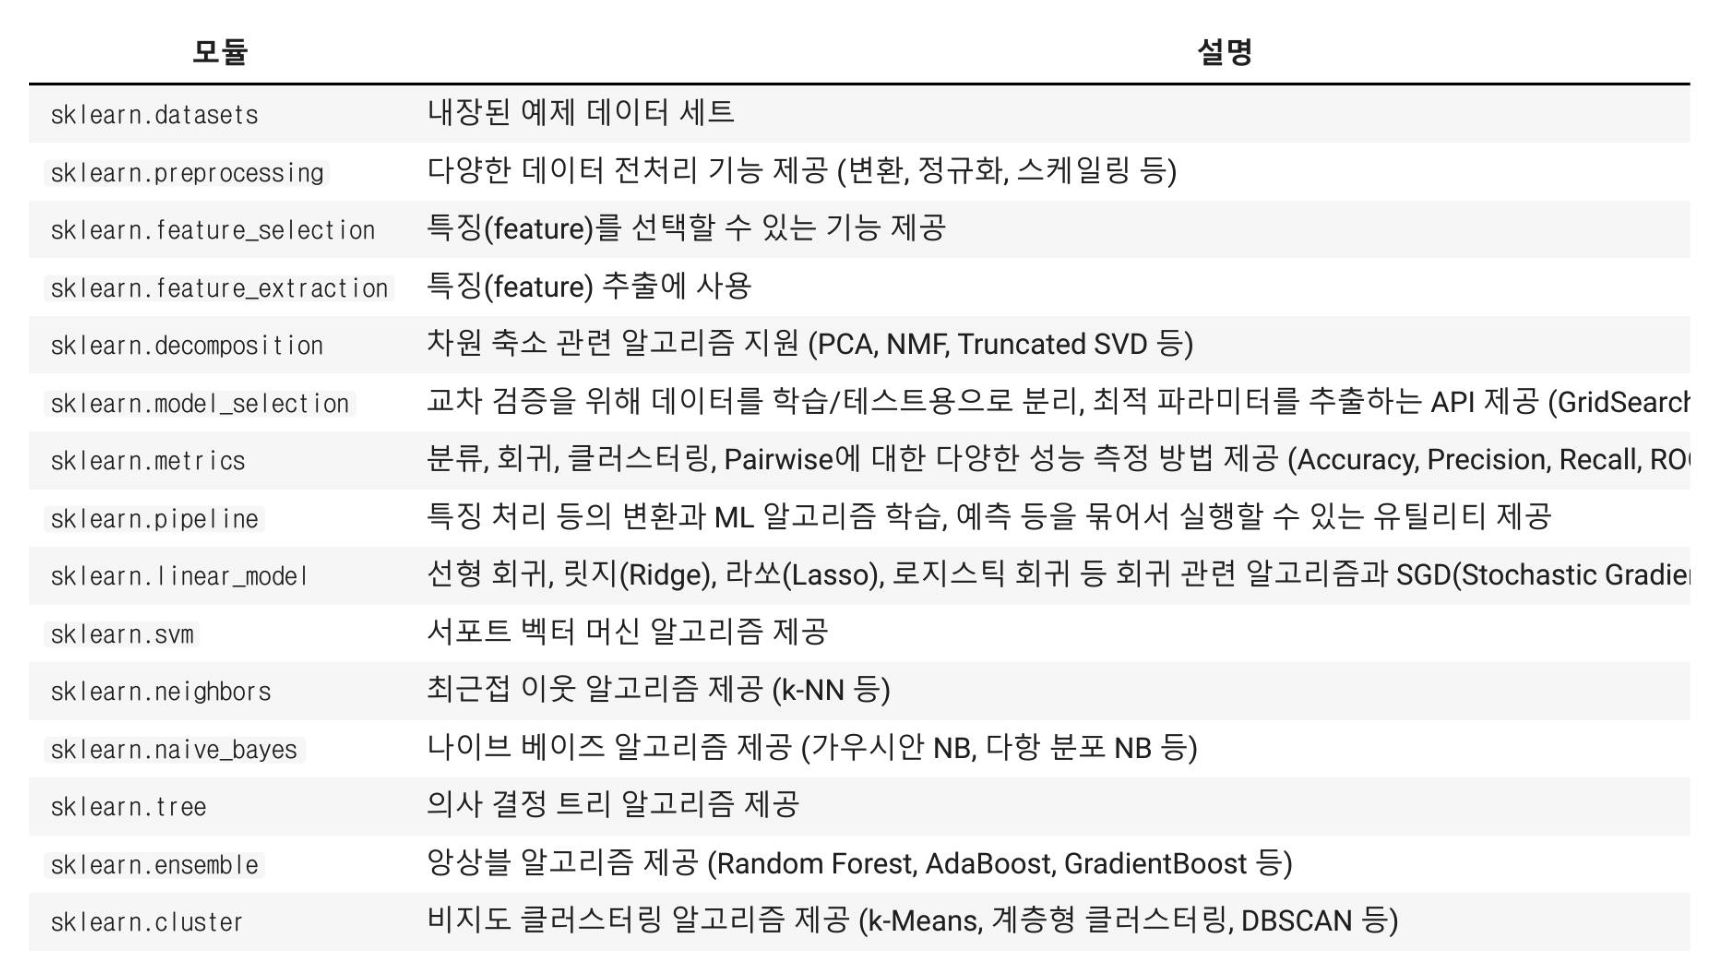 모듈 설명
sklearn.datasets 내장된 예제 데이터 세트
sklearn.preprocessing 다양한 데이터 전처리 기능 제공 (변환, 정규화, 스케일링 등)
sklearn.feature_selection 특징(feature)를 선택할 수 있는 기능 제공
sklearn.feature_extraction 특징(feature) 추출에 사용
sklearn.decomposition 차원 축소 관련 알고리즘 지원 (PCA, NMF, Truncated SVD 등)
sklearn.model_selection 교차 검증을 위해 데이터를 학습/테스트용으로 분리, 최적 파라미터를 추출하는 API 제공 (GridSearch
sklearn.metrics 분류, 회귀, 클러스터링, Pairwise에 대한 다양한 성능 측정 방법 제공 (Accuracy, Precision, Recall, RO
sklearn.pipeline 특징 처리 등의 변환과 ML 알고리즘 학습, 예측 등을 묶어서 실행할 수 있는 유틸리티 제공
sklearn.linear_model 선형 회귀, 릿지(Ridge), 라쏘(Lasso), 로지스틱 회귀 등 회귀 관련 알고리즘과 SGD(Stochastic Gradie
sklearn.svm 서포트 벡터 머신 알고리즘 제공
sklearn.neighbors 최근접 이웃 알고리즘 제공 (k-NN 등)
sklearn.naive_bayes 나이브 베이즈 알고리즘 제공 (가우시안 NB, 다항 분포 NB 등)
sklearn.tree 의사 결정 트리 알고리즘 제공
sklearn.ensemble 앙상블 알고리즘 제공 (Random Forest, AdaBoost, GradientBoost 등)
sklearn.cluster 비지도 클러스터링 알고리즘 제공 (k-Means, 계층형 클러스터링, DBSCAN 등)